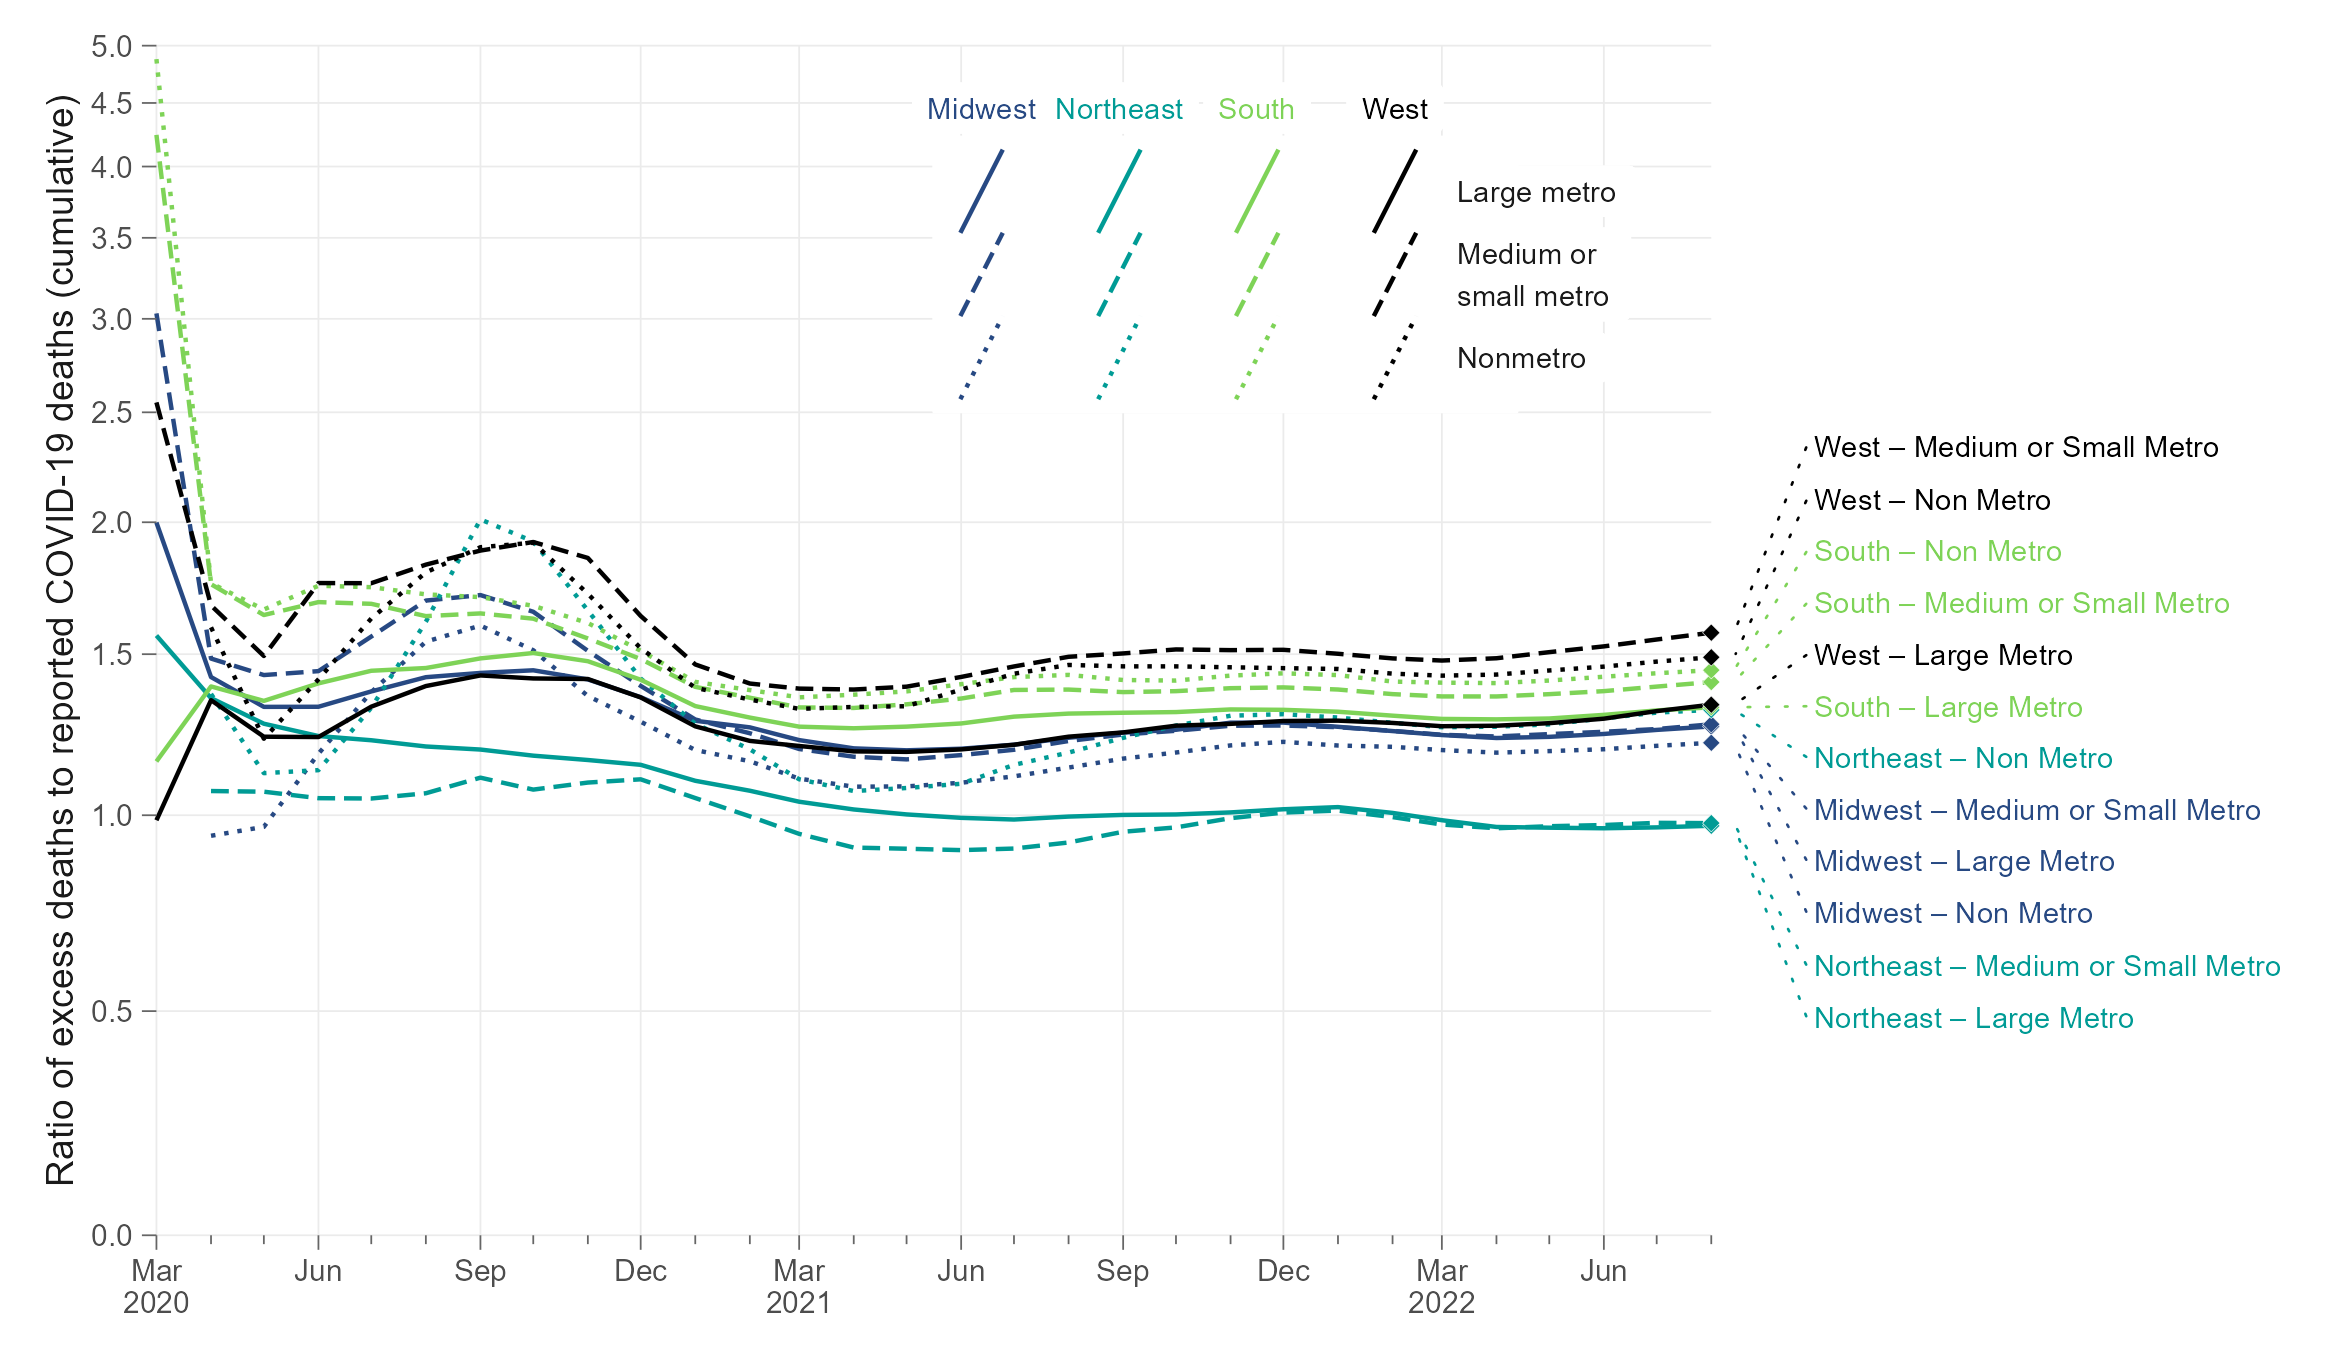 Ratio of excess deaths to reported COVID-19 deaths (cumulative)
5.0
4.5
4.0
3.5
3.0
2.5
2.0
1.5
1.0
0.5
0.0
Midwest Northeast South West
Large metro
Medium or
small metro
Nonmetro
West – Medium or Small Metro
West – Non Metro
South – Non Metro
South – Medium or Small Metro
West – Large Metro
South – Large Metro
Northeast – Non Metro
Midwest – Medium or Small Metro
Midwest – Large Metro
Midwest – Non Metro
Northeast – Medium or Small Metro
Northeast – Large Metro
Mar Jun Sep Dec Mar Jun Sep Dec Mar Jun
2020 2021 2022